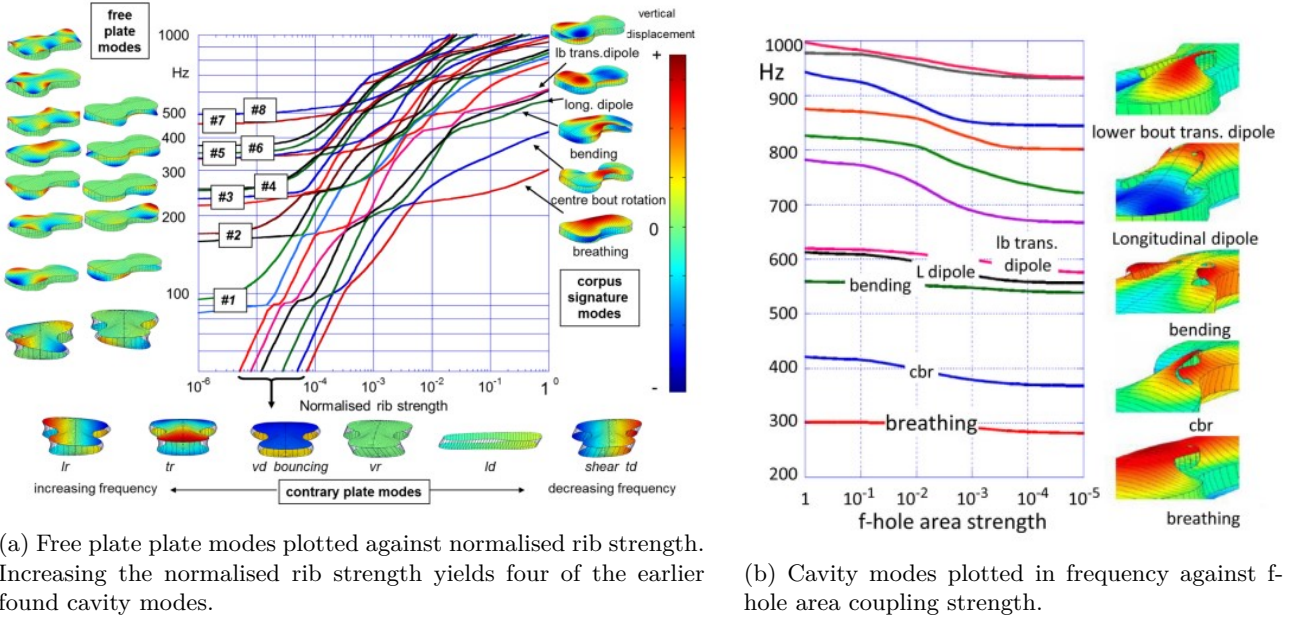 free
plate
modes
1000
Hz
500
400
300
200
100
#7
#8
#5
#6
#3
#4
#2
#1
10-6
10-4
10-3
10-2
10-1
1 0
Normalised rib strength
vertical
displacement
lb trans.dipole
long. dipole
bending
centre bout rotation
breathing
corpus
signature
modes
+
0
-
lr
tr
vd bouncing
vr
ld
shear td
increasing frequency
contrary plate modes
decreasing frequency
(a) Free plate plate modes plotted against normalised rib strength.
Increasing the normalised rib strength yields four of the earlier
found cavity modes.
1000
Hz
900
800
700
600
500
400
300
200
lb trans.
dipole
L dipole
bending
cbr
breathing
1
10-1
10-2
10-3
10-4
10-5
f-hole area strength
lower bout trans. dipole
Longitudinal dipole
bending
cbr
breathing
(b) Cavity modes plotted in frequency against f-
hole area coupling strength.